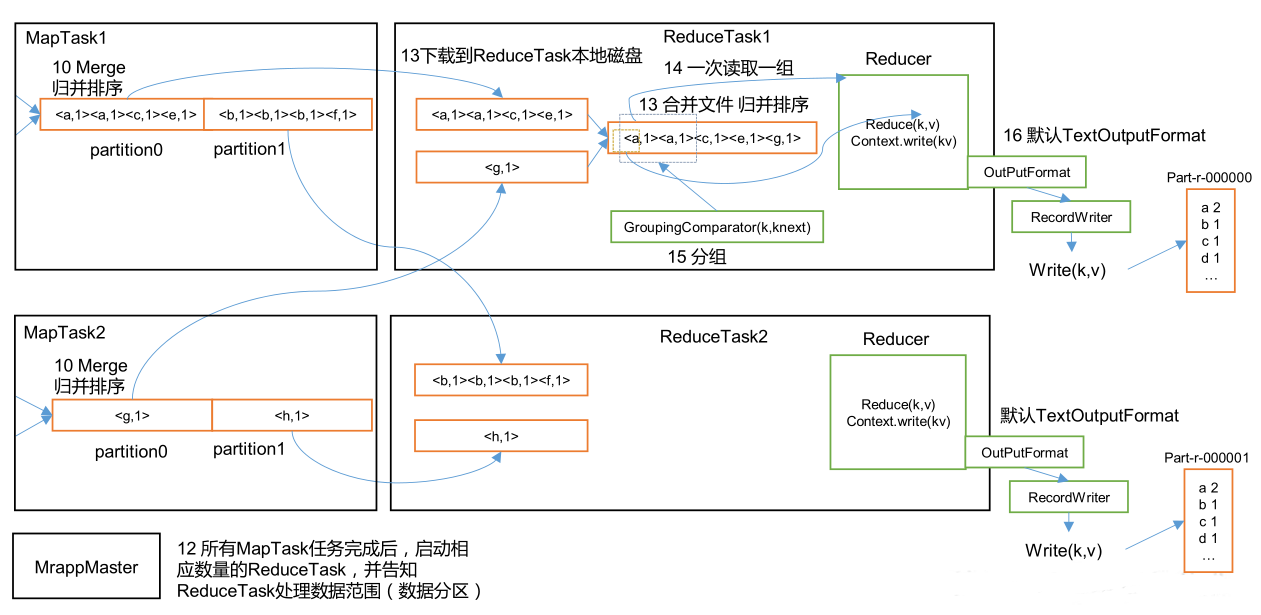 MapTask1
10 Merge
归并排序
<a,1><a,1><c,1><e,1>
<b,1><b,1><b,1><f,1>
partition0
partition1
ReduceTask1
13下载到ReduceTask本地磁盘
14 一次读取一组
Reducer
<a,1><a,1><c,1><e,1>
13 合并文件 归并排序
<a,1><a,1><c,1><e,1><g,1>
<g,1>
Reduce(k,v)
Context.write(kv)
GroupingComparator(k,knext)
15 分组
16 默认TextOutputFormat
OutPutFormat
RecordWriter
Write(k,v)
Part-r-000000
a 2
b 1
c 1
d 1
…
MapTask2
10 Merge
归并排序
<g,1>
<h,1>
partition0
partition1
ReduceTask2
Reducer
<b,1><b,1><b,1><f,1>
<h,1>
Reduce(k,v)
Context.write(kv)
默认TextOutputFormat
OutPutFormat
RecordWriter
Write(k,v)
Part-r-000001
a 2
b 1
c 1
d 1
…
MrappMaster
12 所有MapTask任务完成后，启动相
应数量的ReduceTask，并告知
ReduceTask处理数据范围（数据分区）